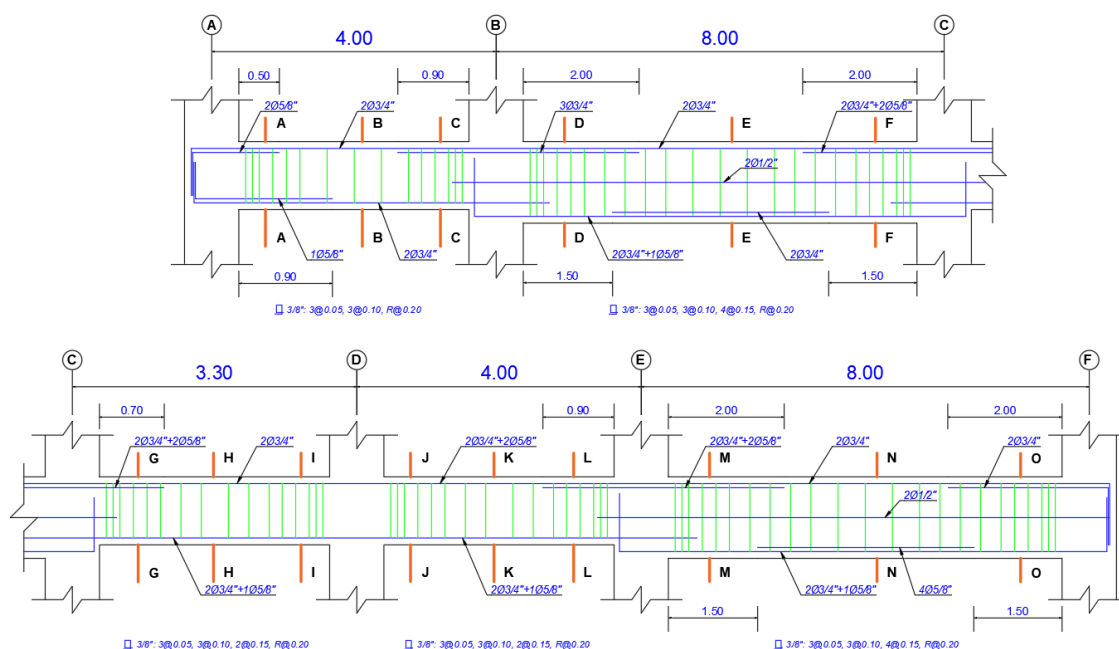 A B C
4.00 8.00
0.50 0.90 2.00 2.00
2Ø5/8" 2Ø3/4" 3Ø3/4" 2Ø3/4" 2Ø3/4"+2Ø5/8"
A B C D E F
2Ø1/2"
A B C D E F
1Ø5/8" 2Ø3/4" 2Ø3/4"+1Ø5/8" 2Ø3/4"
0.90 1.50 1.50
3/8": 3@0.05, 3@0.10, R@0.20 3/8": 3@0.05, 3@0.10, 4@0.15, R@0.20
C D E F
3.30 4.00 8.00
0.70 0.90 2.00 2.00
2Ø3/4"+2Ø5/8" 2Ø3/4" 2Ø3/4"+2Ø5/8" 2Ø3/4"+2Ø5/8" 2Ø3/4" 2Ø3/4"
G H I J K L M N O
2Ø1/2"
G H I J K L M N O
2Ø3/4"+1Ø5/8" 2Ø3/4"+1Ø5/8" 2Ø3/4"+1Ø5/8" 4Ø5/8"
1.50 1.50
3/8": 3@0.05, 3@0.10, 2@0.15, R@0.20 3/8": 3@0.05, 3@0.10, 2@0.15, R@0.20 3/8": 3@0.05, 3@0.10, 4@0.15, R@0.20